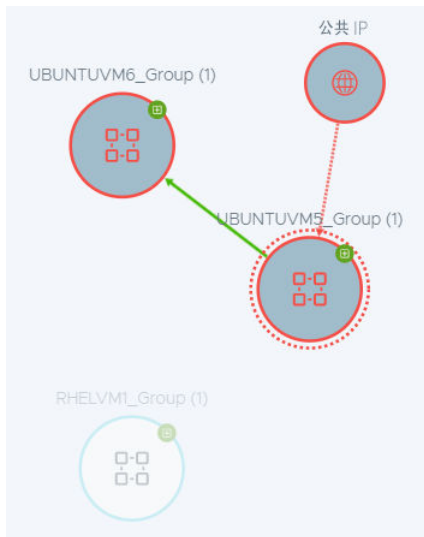 公共 IP
UBUNTUVM6_Group (1)
UBUNTUVM5_Group (1)
RHELVM1_Group (1)